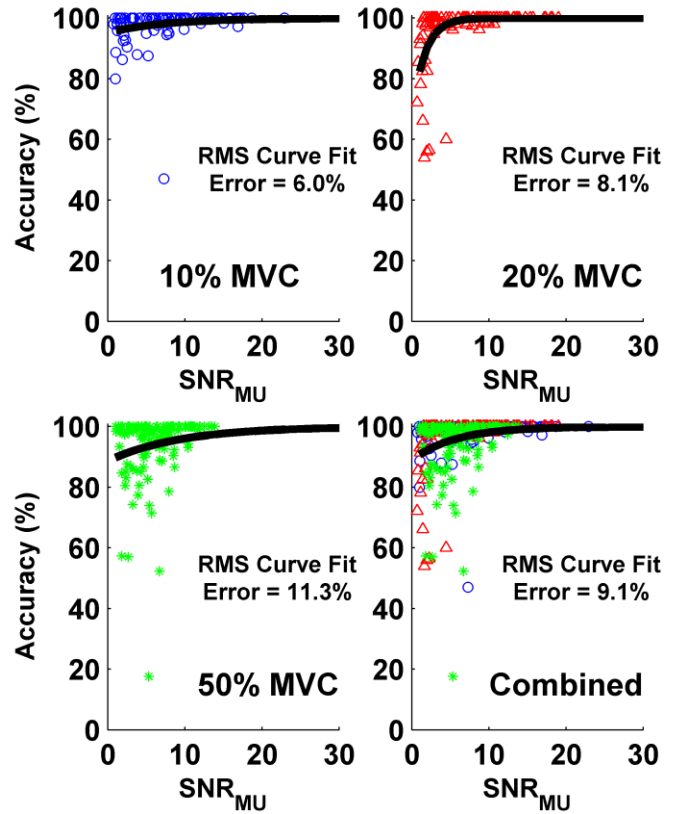 100
80
60
40
20
0
Accuracy (%)
RMS Curve Fit
Error = 6.0%
10% MVC
0 10 20 30
SNR_MU
100
80
60
40
20
0
RMS Curve Fit
Error = 8.1%
20% MVC
0 10 20 30
SNR_MU
100
80
60
40
20
0
Accuracy (%)
RMS Curve Fit
Error = 11.3%
50% MVC
0 10 20 30
SNR_MU
100
80
60
40
20
0
RMS Curve Fit
Error = 9.1%
Combined
0 10 20 30
SNR_MU